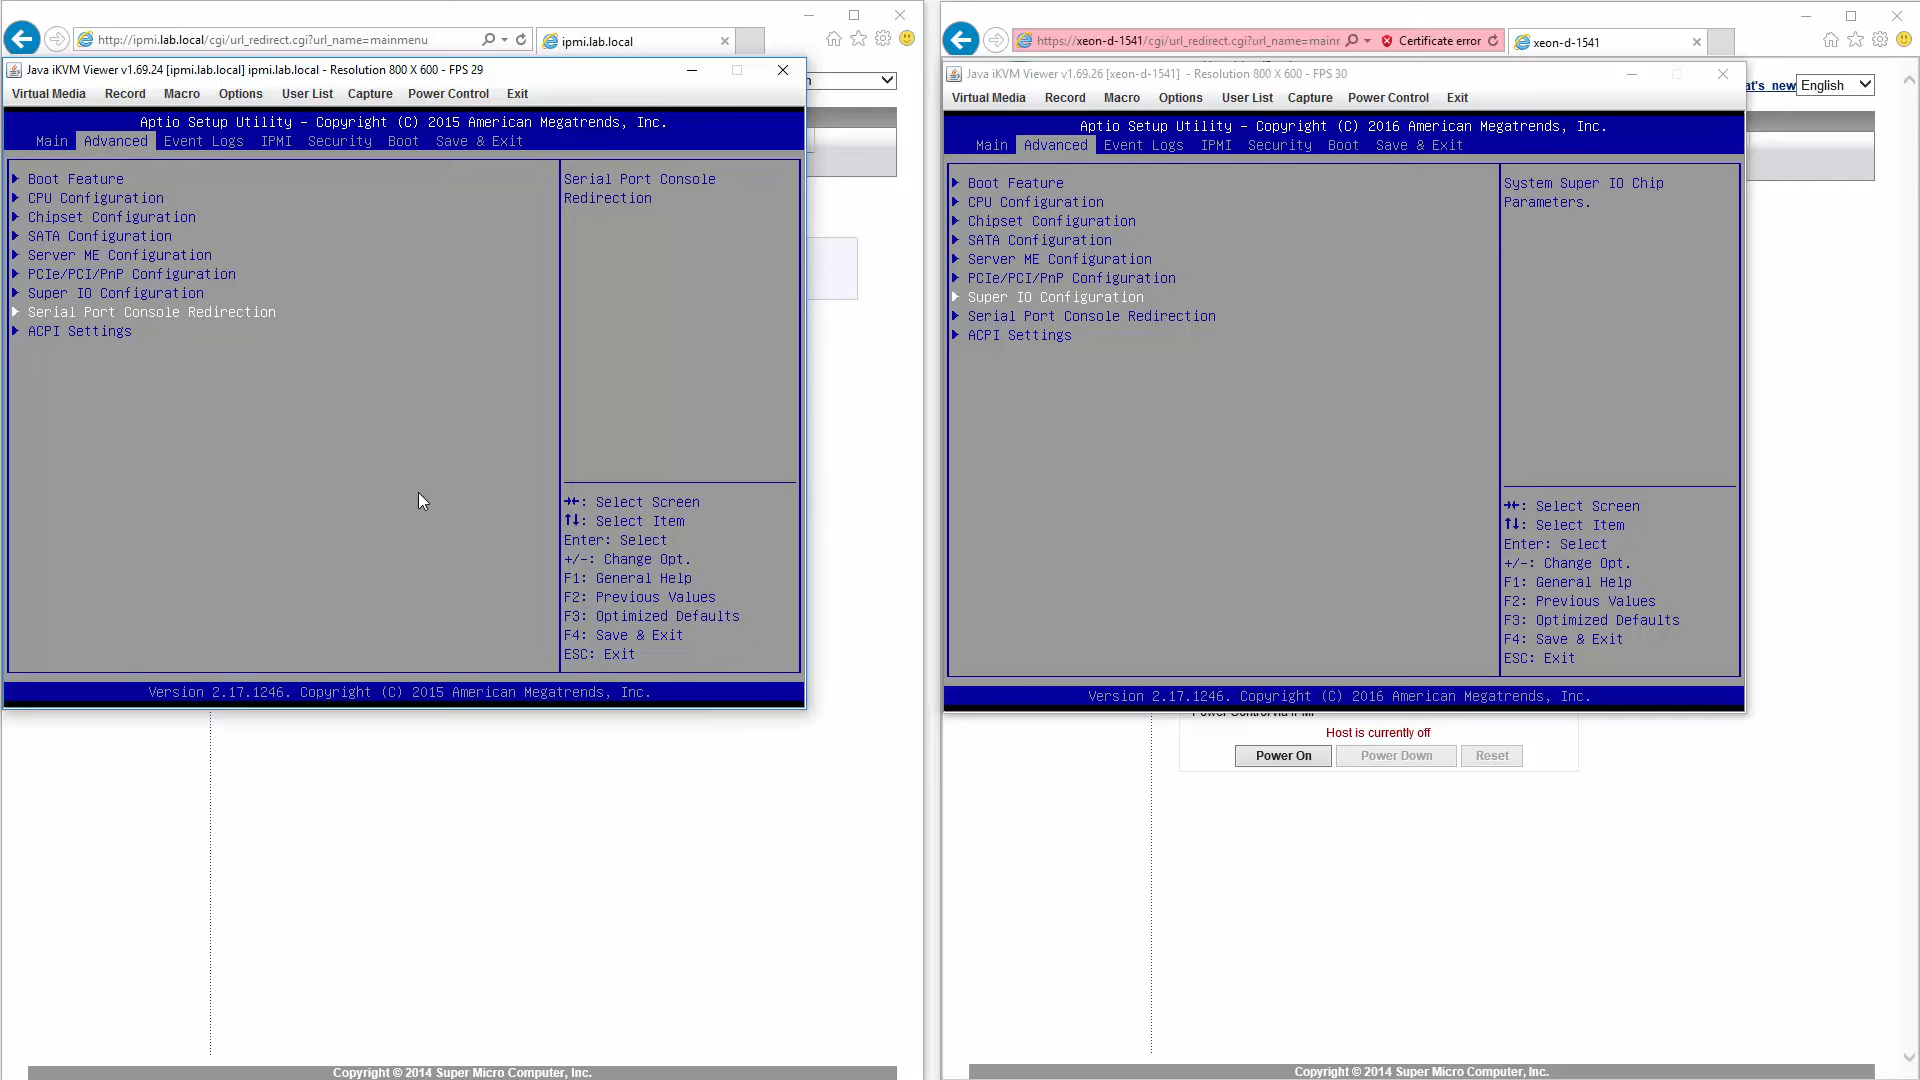 http://ipmi.lab.local/cgi/url_redirect.cgi?url_name=mainmenu
ipmi.lab.local
Java iKVM Viewer v1.69.24 [ipmi.lab.local] ipmi.lab.local - Resolution 800 X 600 - FPS 29
Virtual Media Record Macro Options User List Capture Power Control Exit
Aptio Setup Utility – Copyright (C) 2015 American Megatrends, Inc.
Main Advanced Event Logs IPMI Security Boot Save & Exit
Boot Feature
CPU Configuration
Chipset Configuration
SATA Configuration
Server ME Configuration
PCIe/PCI/PnP Configuration
Super IO Configuration
Serial Port Console Redirection
ACPI Settings
Serial Port Console
Redirection
→←: Select Screen
↑↓: Select Item
Enter: Select
+/-: Change Opt.
F1: General Help
F2: Previous Values
F3: Optimized Defaults
F4: Save & Exit
ESC: Exit
Version 2.17.1246. Copyright (C) 2015 American Megatrends, Inc.
Copyright © 2014 Super Micro Computer, Inc.
https://xeon-d-1541/cgi/url_redirect.cgi?url_name=mainr
Certificate error
xeon-d-1541
at's new
English
Java iKVM Viewer v1.69.26 [xeon-d-1541] - Resolution 800 X 600 - FPS 30
Virtual Media Record Macro Options User List Capture Power Control Exit
Aptio Setup Utility – Copyright (C) 2016 American Megatrends, Inc.
Main Advanced Event Logs IPMI Security Boot Save & Exit
Boot Feature
CPU Configuration
Chipset Configuration
SATA Configuration
Server ME Configuration
PCIe/PCI/PnP Configuration
Super IO Configuration
Serial Port Console Redirection
ACPI Settings
System Super IO Chip
Parameters.
→←: Select Screen
↑↓: Select Item
Enter: Select
+/-: Change Opt.
F1: General Help
F2: Previous Values
F3: Optimized Defaults
F4: Save & Exit
ESC: Exit
Version 2.17.1246. Copyright (C) 2016 American Megatrends, Inc.
Power Control via IPMI
Host is currently off
Power On Power Down Reset
Copyright © 2014 Super Micro Computer, Inc.